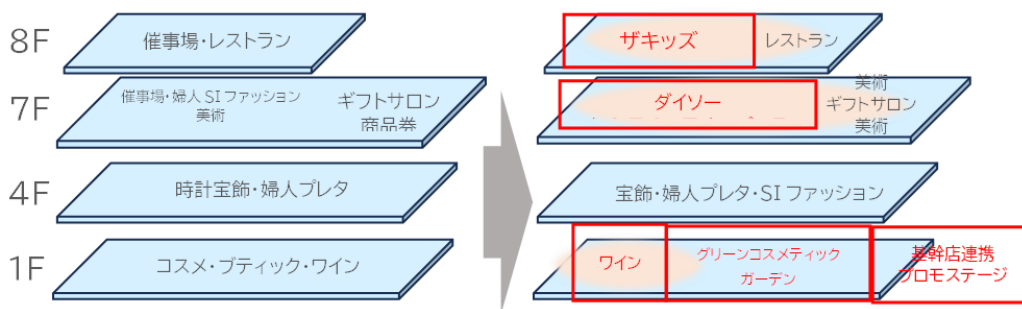 8F
催事場・レストラン
ザキッズ
レストラン
7F
催事場・婦人SIファッション
美術
ギフトサロン
商品券
ダイソー
美術
ギフトサロン
美術
4F
時計宝飾・婦人プレタ
宝飾・婦人プレタ・SIファッション
1F
コスメ・ブティック・ワイン
ワイン
グリーンコスメティック
ガーデン
基幹店連携
プロモステージ